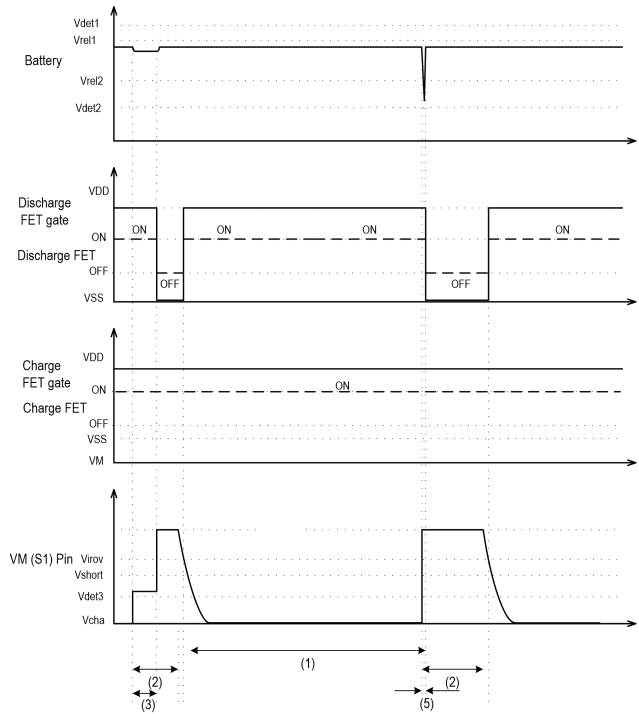 Vdet1
Vrel1
Battery
Vrel2
Vdet2
VDD
Discharge
FET gate
ON ON ON ON
ON
Discharge FET
OFF
OFF OFF
VSS
VDD
Charge
FET gate
ON
ON
Charge FET
OFF
VSS
VM
VM (S1) Pin
Virov
Vshort
Vdet3
Vcha
(1)
(2) (2)
(3) (5)